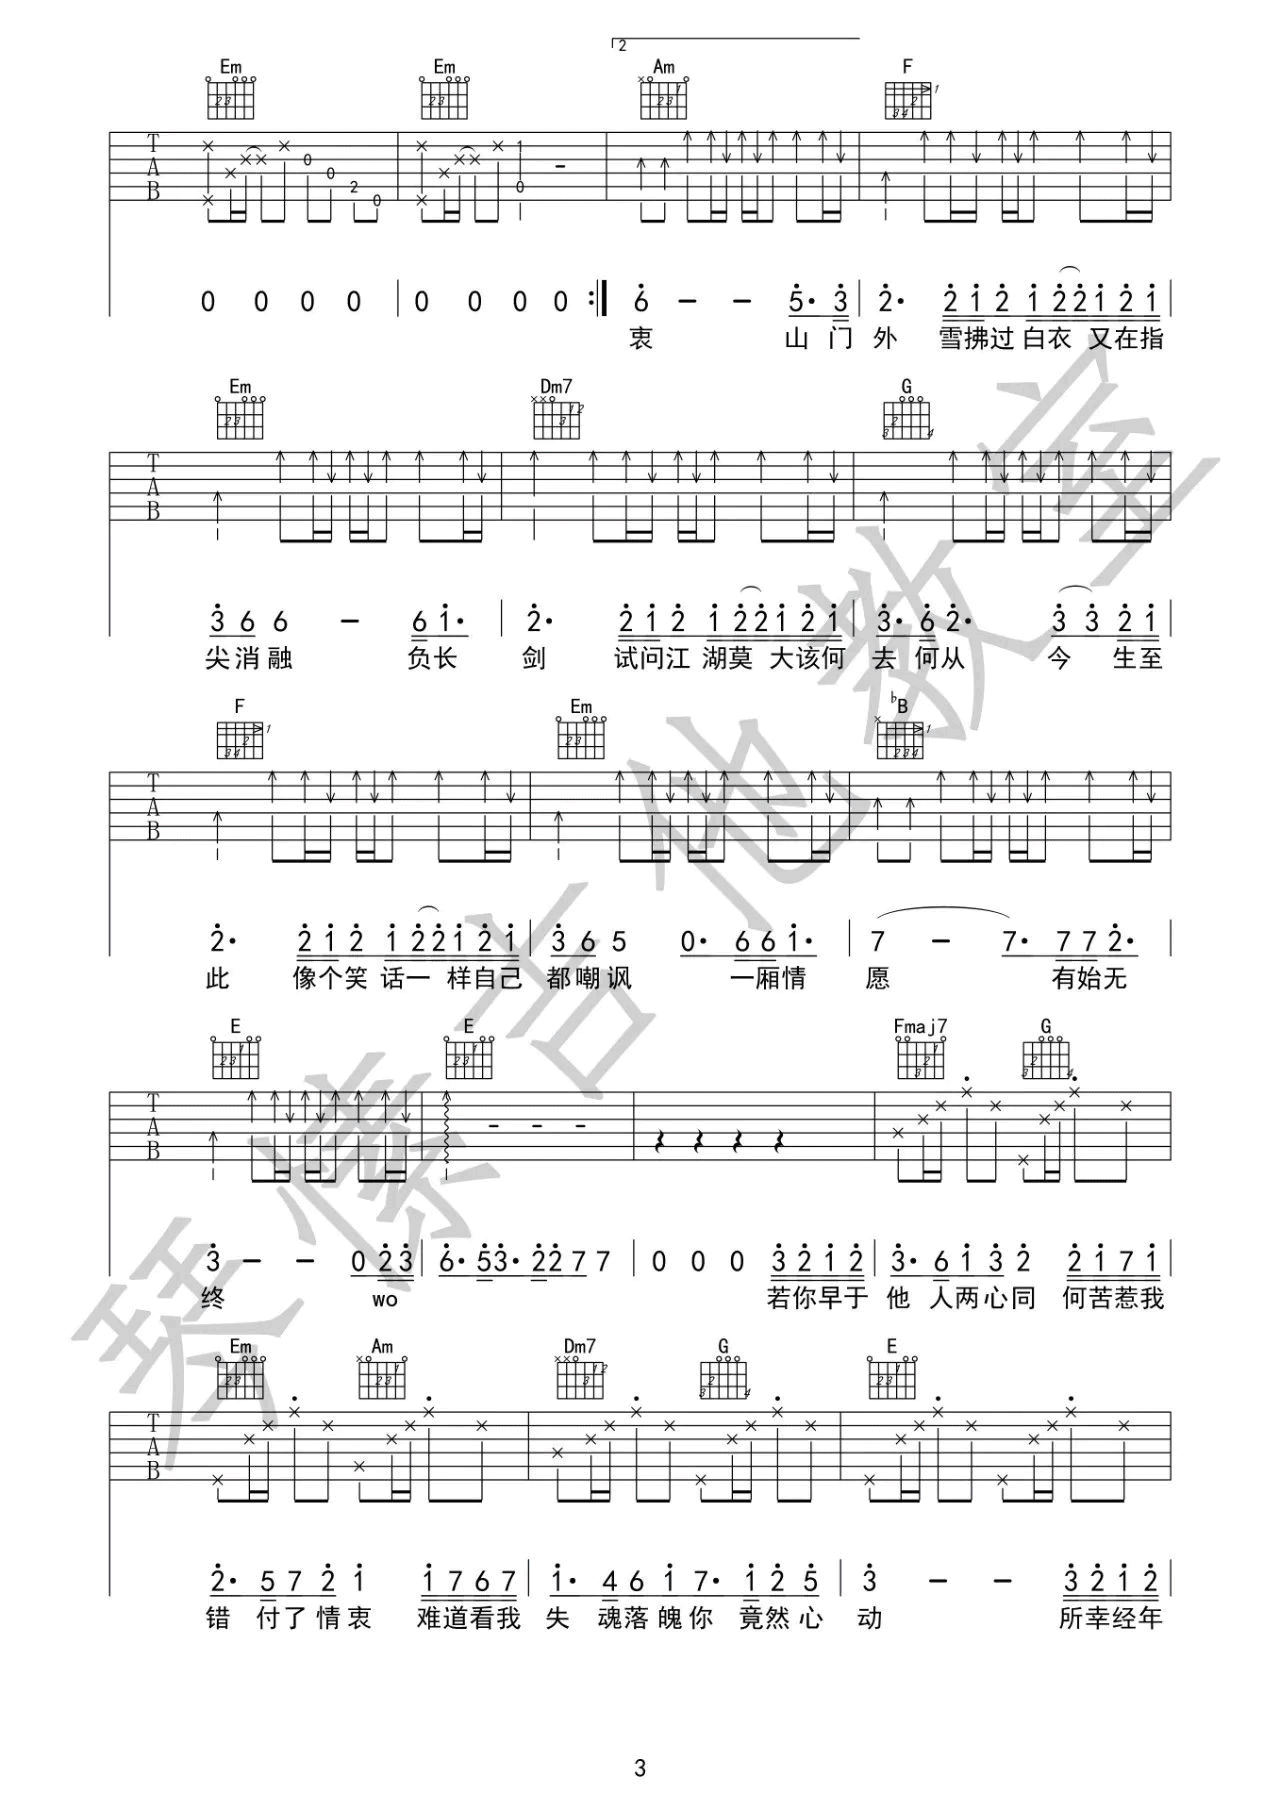 2
Em Em Am F
T A B
0 0 2 0 1 0
0 0 0 0 | 0 0 0 0 :| 6 - - 5· 3 | 2· 2 1 2 1 2 2 1 2 1
衷 山 门 外 雪拂过 白衣 又在指
Em Dm7 G
T A B
3 6 6 - 6 1· | 2· 2 1 2 1 2 2 1 2 1 | 3· 6 2· 3 3 2 1
尖消融 负长 剑 试问江 湖莫 大该何 去 何从 今 生至
F Em ♭B
T A B
2· 2 1 2 1 2 2 1 2 1 | 3 6 5 0· 6 6 1· | 7 - 7· 7 7 2·
此 像个笑 话一 样自己 都嘲讽 一厢情 愿 有始无
E E Fmaj7 G
T A B
3 - - 0 2 3 | 6· 5 3· 2 2 7 7 | 0 0 0 3 2 1 2 | 3· 6 1 3 2 2 1 7 1
终 wo 若你早于 他 人两心同 何苦惹我
Em Am Dm7 G E
T A B
2· 5 7 2 1 1 7 6 7 | 1· 4 6 1 7· 1 2 5 | 3 - - 3 2 1 2
错 付了情衷 难道看我 失 魂落魄你 竟然心 动 所幸经年
琴傣吉他教室
3